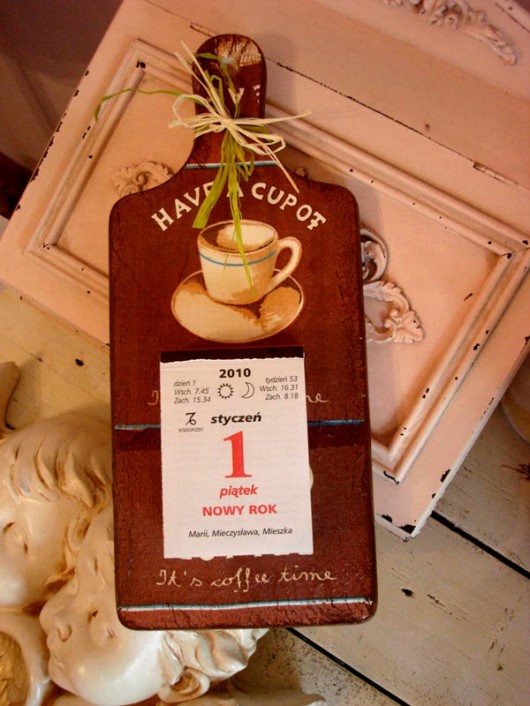 HAVE A CUP OF
2010
dzień 1
Wsch. 7.45
Zach. 15.34
tydzień 53
Wsch. 16.31
Zach. 8.18
KOZIOROŻEC
styczeń
1
piątek
NOWY ROK
Marii, Mieczysława, Mieszka
It's coffee time